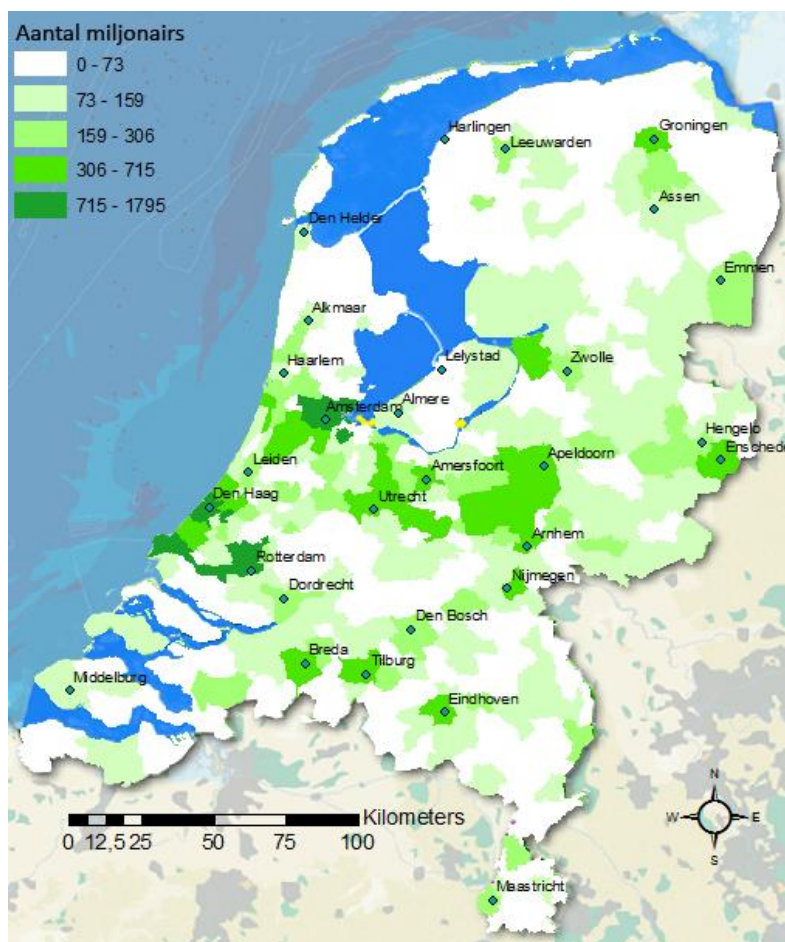 Aantal miljonairs
0 - 73
73 - 159
159 - 306
306 - 715
715 - 1795
Harlingen
Leeuwarden
Groningen
Assen
Den Helder
Emmen
Alkmaar
Haarlem
Lelystad
Zwolle
Amsterdam
Almere
Hengelo
Enschede
Leiden
Amersfoort
Apeldoorn
Den Haag
Utrecht
Arnhem
Rotterdam
Nijmegen
Dordrecht
Den Bosch
Breda
Tilburg
Middelburg
Eindhoven
Kilometers
0 12,5 25 50 75 100
N
W E
S
Maastricht